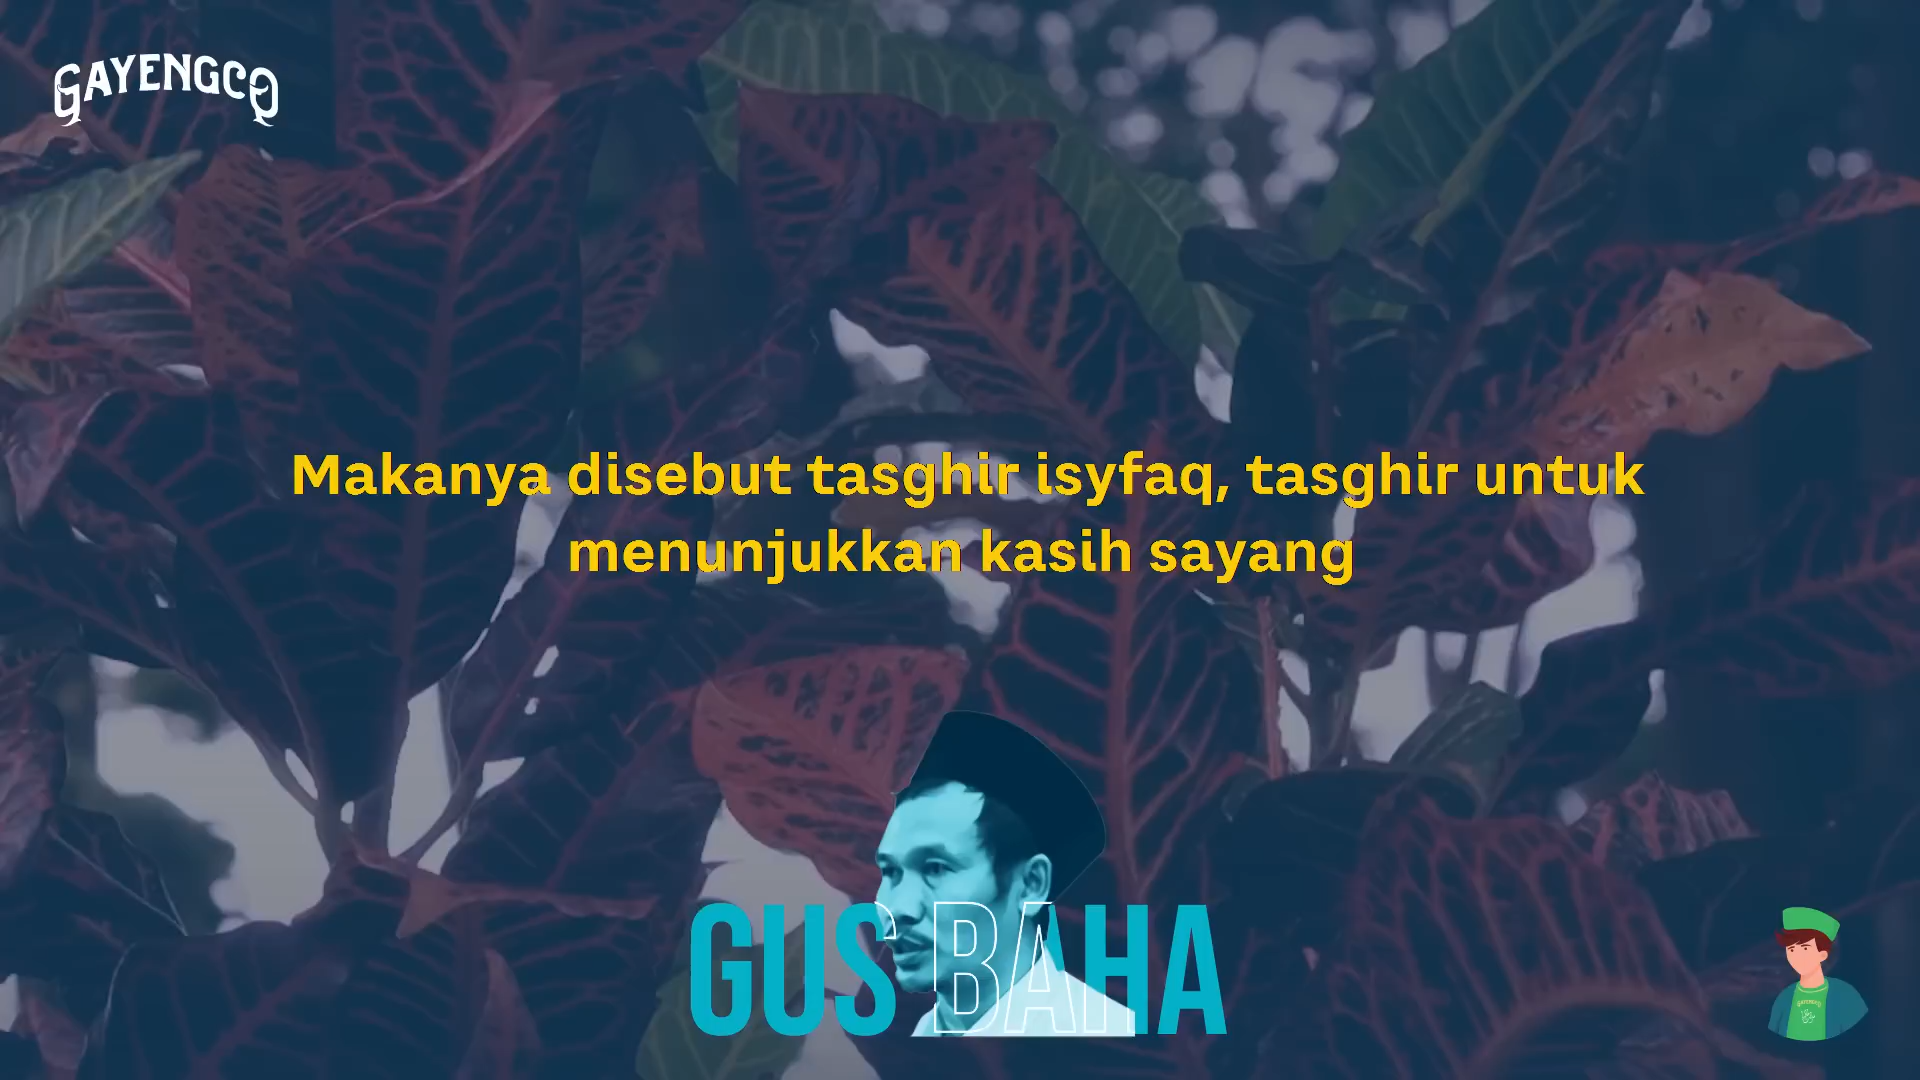 GAYENGCO
Makanya disebut tasghir isyfaq, tasghir untuk
menunjukkan kasih sayang
GUS BAHA